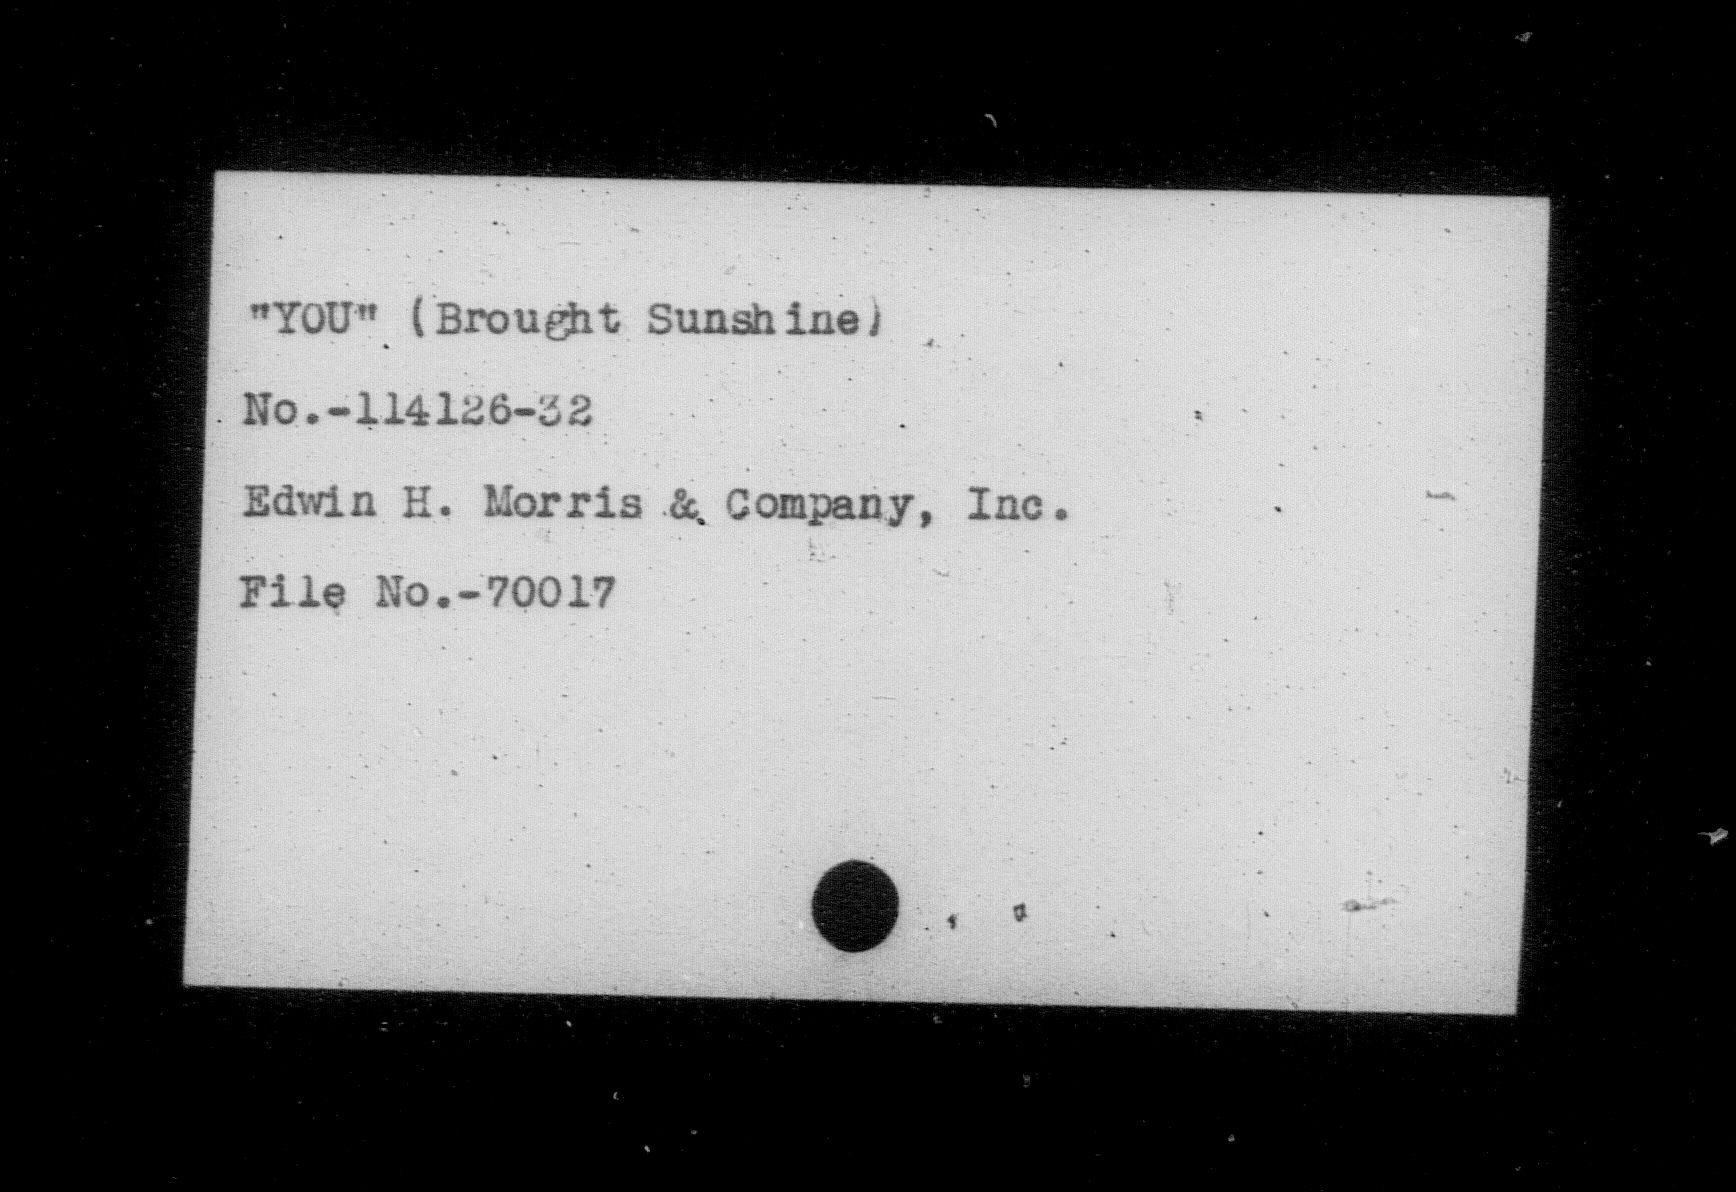 "YOU" (Brought Sunshine)
No.-114126-32
Edwin H. Morris & Company, Inc.
File No.-70017